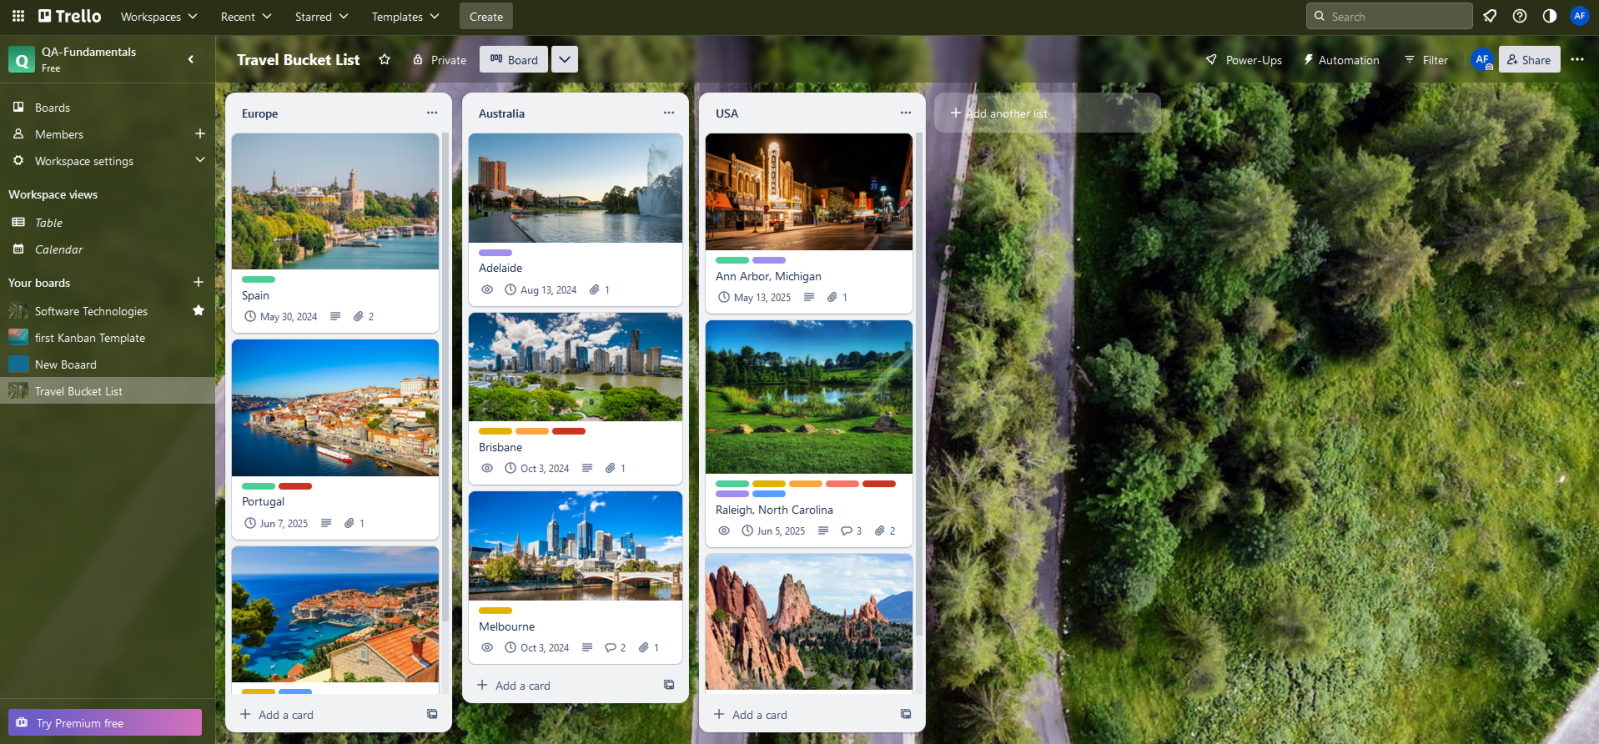 Trello
Workspaces
Recent
Starred
Templates
Create
Search
AF
Q
QA-Fundamentals
Free
Travel Bucket List
Private
Board
Power-Ups
Automation
Filter
AF
Share
Boards
Members
Workspace settings
Workspace views
Table
Calendar
Your boards
Software Technologies
first Kanban Template
New Boaard
Travel Bucket List
Try Premium free
Europe
Spain
May 30, 2024
2
Portugal
Jun 7, 2025
1
Add a card
Australia
Adelaide
Aug 13, 2024
1
Brisbane
Oct 3, 2024
1
Melbourne
Oct 3, 2024
2
1
Add a card
USA
Ann Arbor, Michigan
May 13, 2025
1
Raleigh, North Carolina
Jun 5, 2025
3
2
Add a card
Add another list